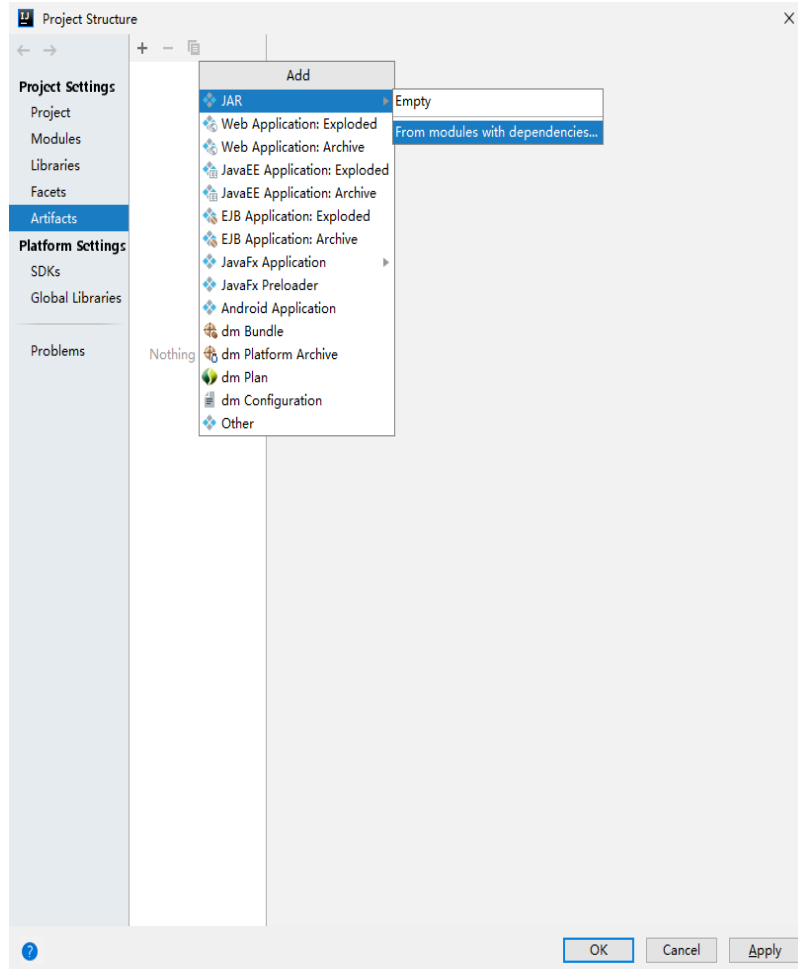 IJ Project Structure
Project Settings
Project
Modules
Libraries
Facets
Artifacts
Platform Settings
SDKs
Global Libraries
Problems
Nothing
Add
JAR
Web Application: Exploded
Web Application: Archive
JavaEE Application: Exploded
JavaEE Application: Archive
EJB Application: Exploded
EJB Application: Archive
JavaFx Application
JavaFx Preloader
Android Application
dm Bundle
dm Platform Archive
dm Plan
dm Configuration
Other
Empty
From modules with dependencies...
?
OK Cancel Apply